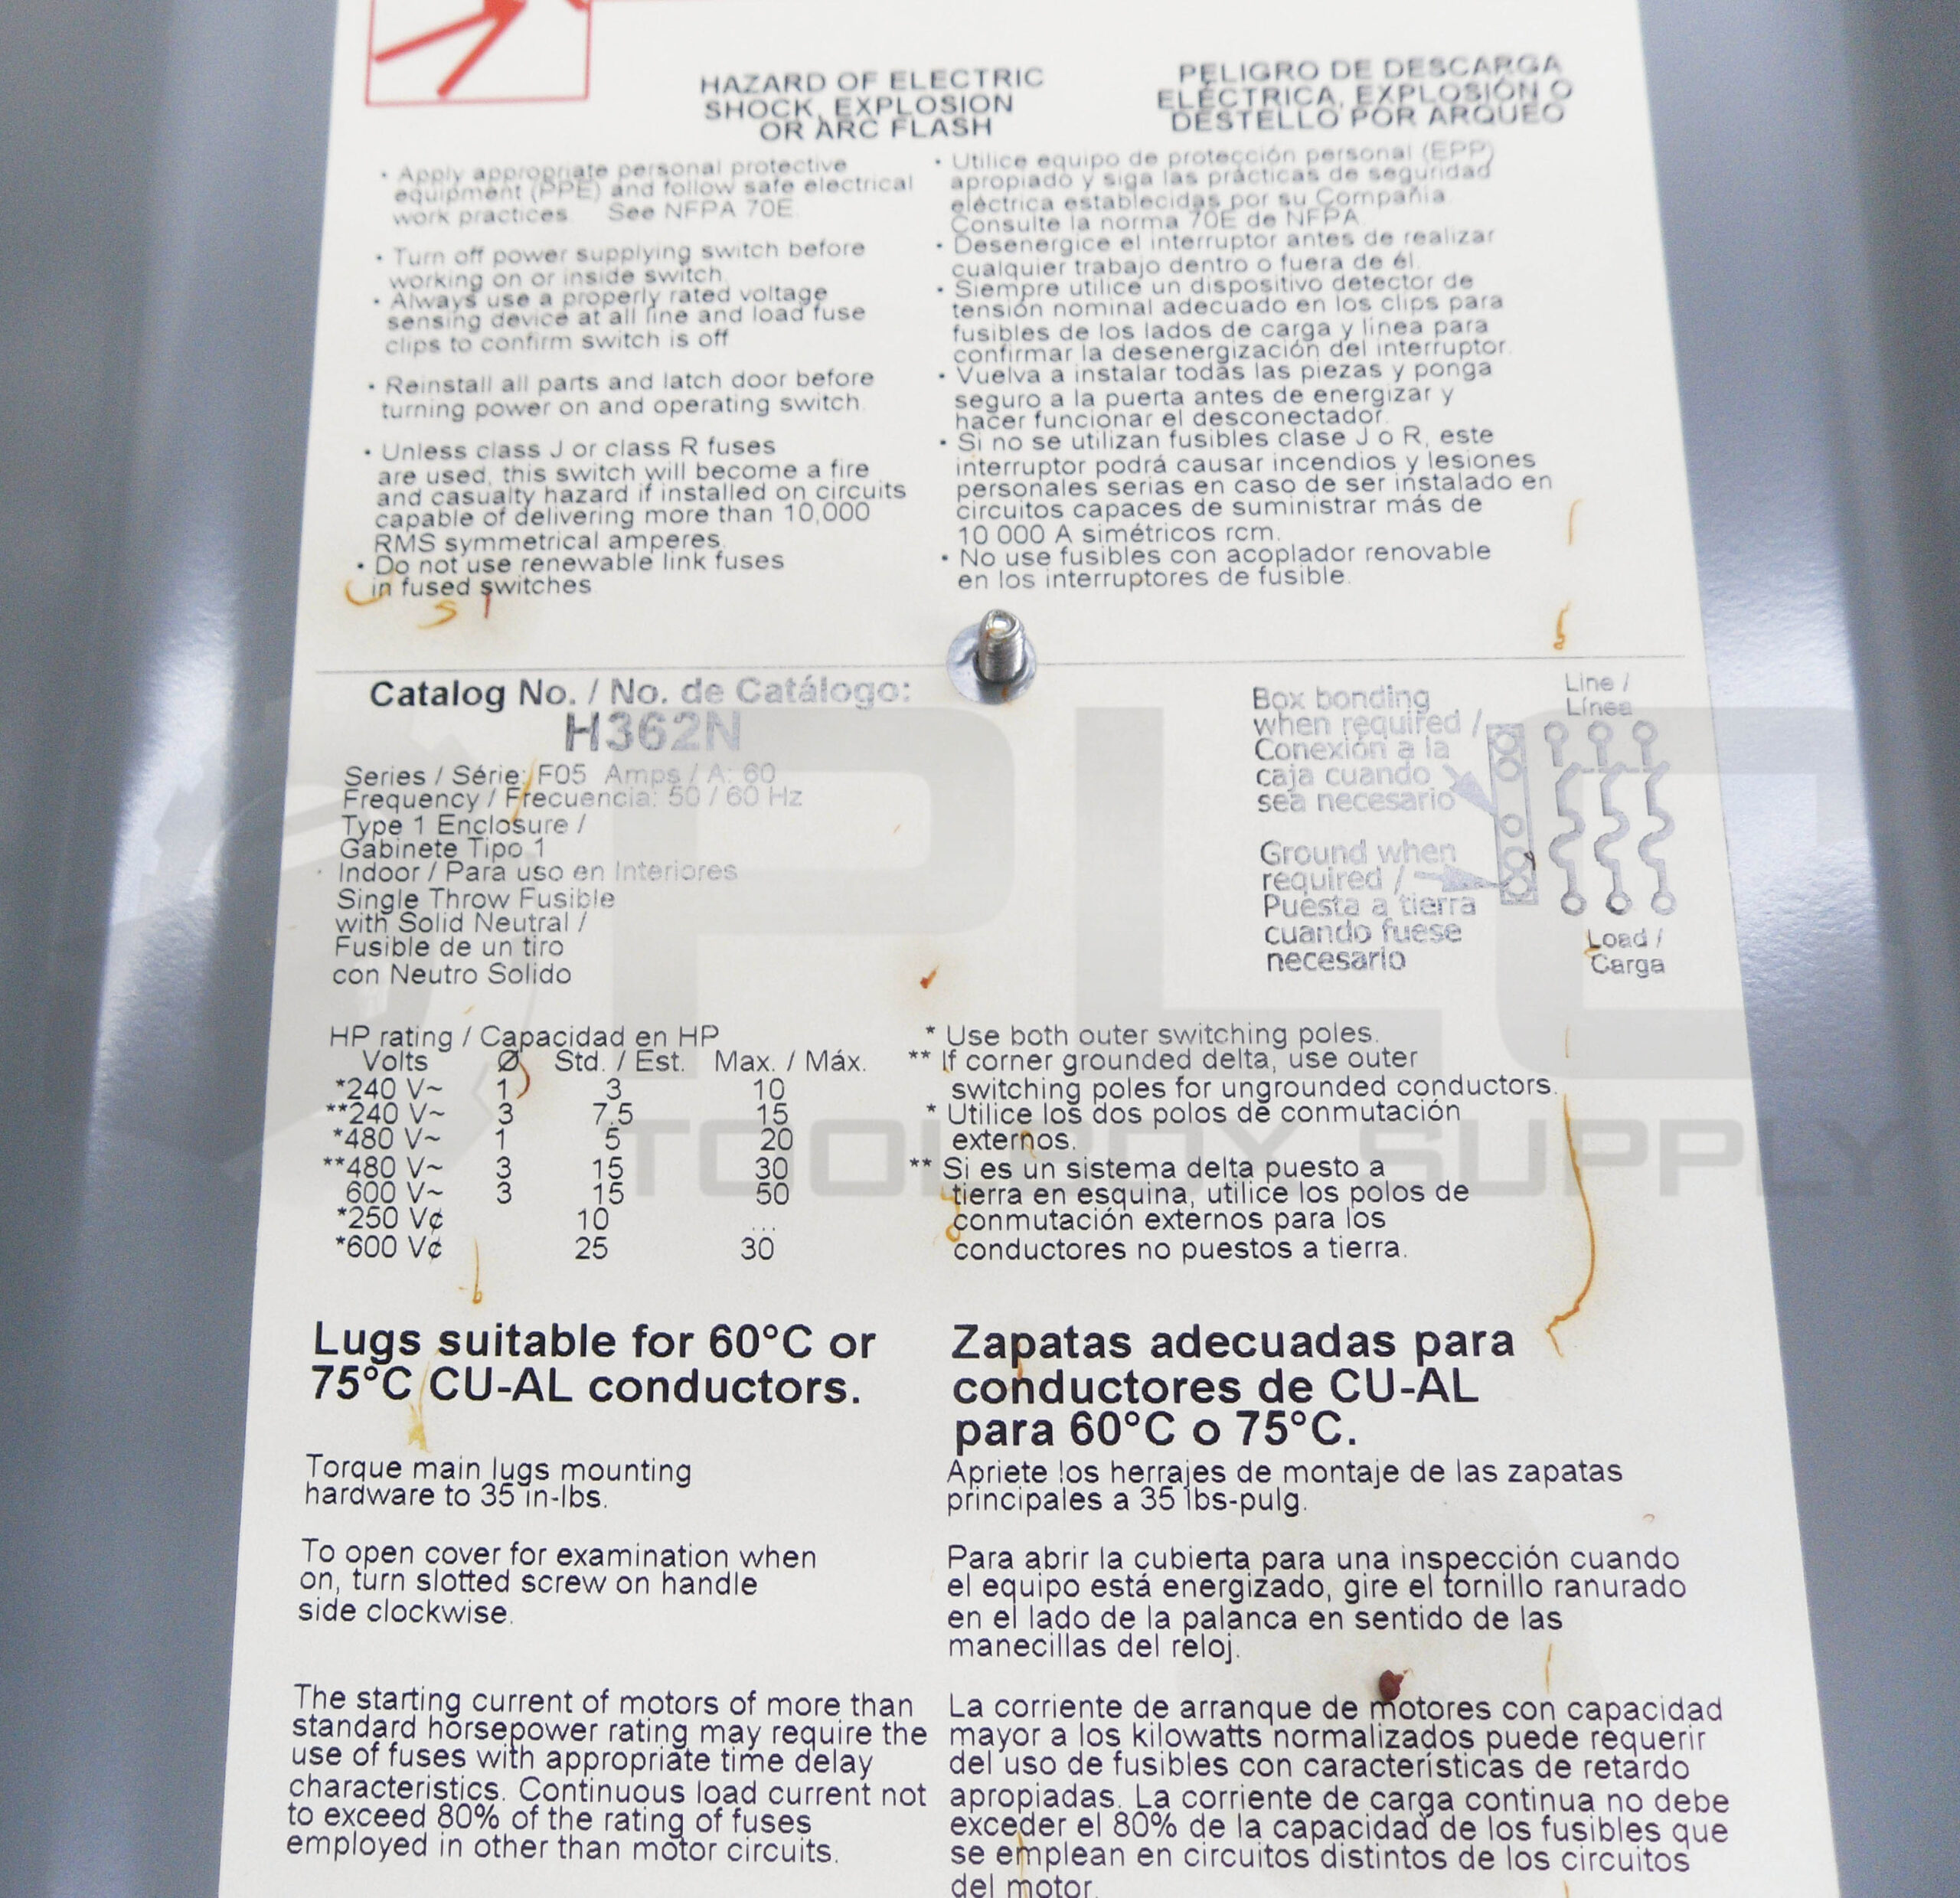 HAZARD OF ELECTRIC
SHOCK, EXPLOSION
OR ARC FLASH
• Apply appropriate personal protective
equipment (PPE) and follow safe electrical
work practices. See NFPA 70E.
• Turn off power supplying switch before
working on or inside switch.
• Always use a properly rated voltage
sensing device at all line and load fuse
clips to confirm switch is off
• Reinstall all parts and latch door before
turning power on and operating switch.
• Unless class J or class R fuses
are used, this switch will become a fire
and casualty hazard if installed on circuits
capable of delivering more than 10,000
RMS symmetrical amperes.
• Do not use renewable link fuses
in fused switches
PELIGRO DE DESCARGA
ELÉCTRICA, EXPLOSIÓN O
DESTELLO POR ARQUEO
• Utilice equipo de protección personal (EPP)
apropiado y siga las prácticas de seguridad
eléctrica establecidas por su Compañía.
Consulte la norma 70E de NFPA.
• Desenergice el interruptor antes de realizar
cualquier trabajo dentro o fuera de él.
• Siempre utilice un dispositivo detector de
tensión nominal adecuado en los clips para
fusibles de los lados de carga y línea para
confirmar la desenergización del interruptor.
• Vuelva a instalar todas las piezas y ponga
seguro a la puerta antes de energizar y
hacer funcionar el desconectador.
• Si no se utilizan fusibles clase J o R, este
interruptor podrá causar incendios y lesiones
personales serias en caso de ser instalado en
circuitos capaces de suministrar más de
10 000 A simétricos rcm.
• No use fusibles con acoplador renovable
en los interruptores de fusible.
Catalog No. / No. de Catálogo:
H362N
Series / Série: F05 Amps / A: 60
Frequency / Frecuencia: 50 / 60 Hz
Type 1 Enclosure /
Gabinete Tipo 1
Indoor / Para uso en Interiores
Single Throw Fusible
with Solid Neutral /
Fusible de un tiro
con Neutro Solido
Box bonding
when required /
Conexión a la
caja cuando
sea necesario
Ground when
required /
Puesta a tierra
cuando fuese
necesario
Line /
Línea
Load /
Carga
HP rating / Capacidad en HP
Volts Ø Std. / Est. Max. / Máx.
*240 V~ 1 3 10
**240 V~ 3 7.5 15
*480 V~ 1 5 20
**480 V~ 3 15 30
600 V~ 3 15 50
*250 V¢ 10 ...
*600 V¢ 25 30
* Use both outer switching poles.
** If corner grounded delta, use outer
switching poles for ungrounded conductors.
* Utilice los dos polos de conmutación
externos.
** Si es un sistema delta puesto a
tierra en esquina, utilice los polos de
conmutación externos para los
conductores no puestos a tierra.
Lugs suitable for 60°C or
75°C CU-AL conductors.
Torque main lugs mounting
hardware to 35 in-lbs.
To open cover for examination when
on, turn slotted screw on handle
side clockwise.
The starting current of motors of more than
standard horsepower rating may require the
use of fuses with appropriate time delay
characteristics. Continuous load current not
to exceed 80% of the rating of fuses
employed in other than motor circuits.
Zapatas adecuadas para
conductores de CU-AL
para 60°C o 75°C.
Apriete los herrajes de montaje de las zapatas
principales a 35 lbs-pulg.
Para abrir la cubierta para una inspección cuando
el equipo está energizado, gire el tornillo ranurado
en el lado de la palanca en sentido de las
manecillas del reloj.
La corriente de arranque de motores con capacidad
mayor a los kilowatts normalizados puede requerir
del uso de fusibles con características de retardo
apropiadas. La corriente de carga continua no debe
exceder el 80% de la capacidad de los fusibles que
se emplean en circuitos distintos de los circuitos
del motor.
PLC
TOOLBOY SUPPLY